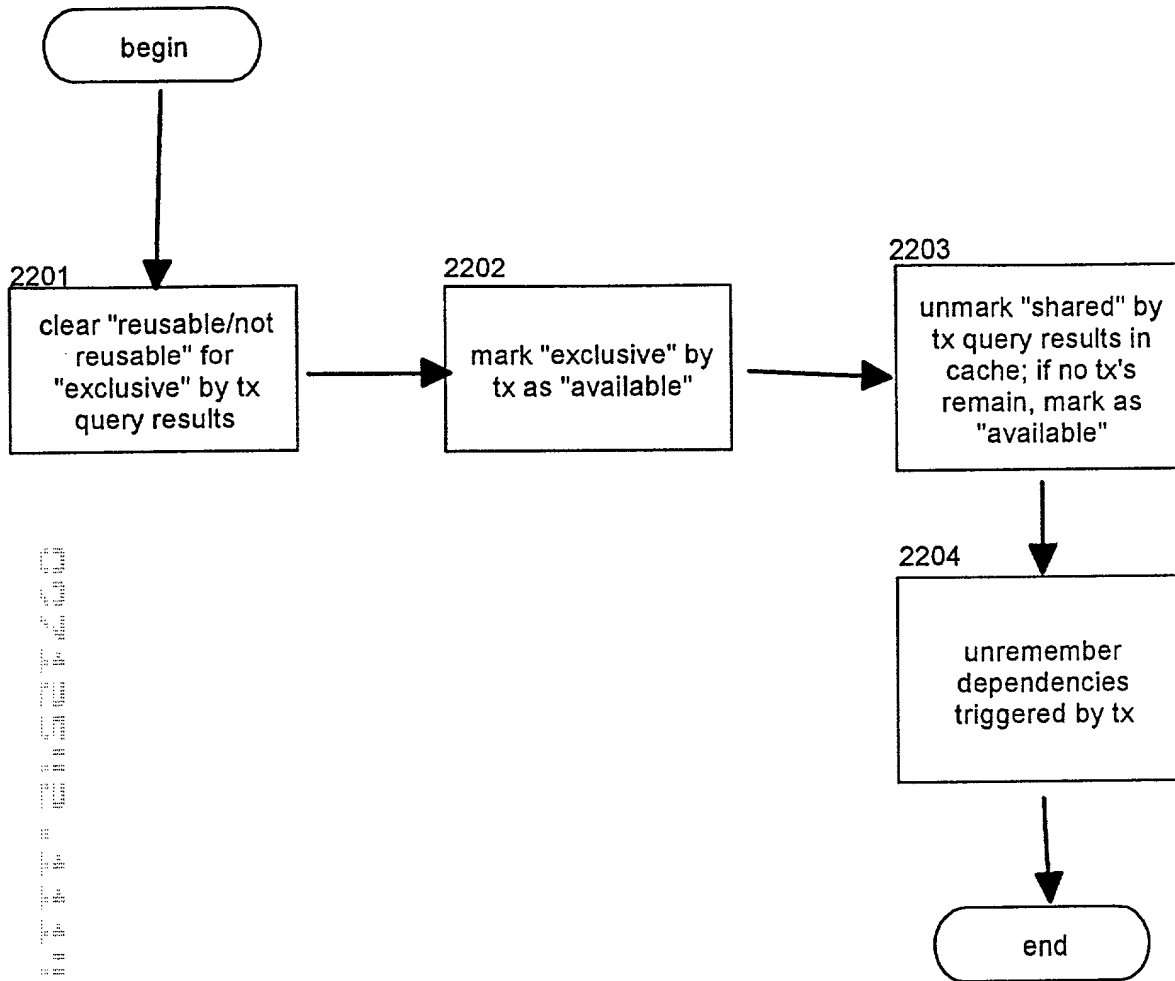 begin
2201
clear "reusable/not
reusable" for
"exclusive" by tx
query results
2202
mark "exclusive" by
tx as "available"
2203
unmark "shared" by
tx query results in
cache; if no tx's
remain, mark as
"available"
2204
unremember
dependencies
triggered by tx
end